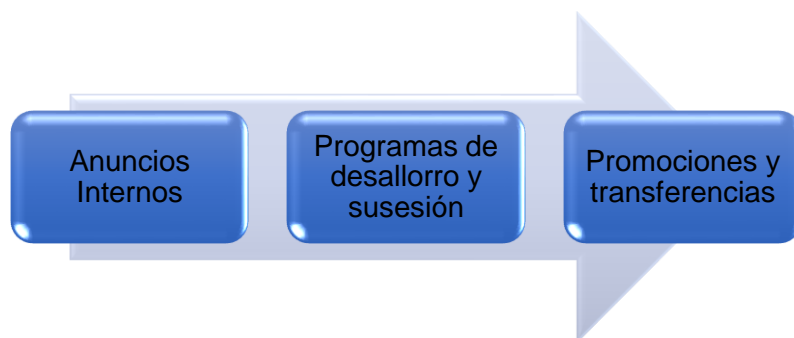 Anuncios
Internos
Programas de
desallorro y
susesión
Promociones y
transferencias